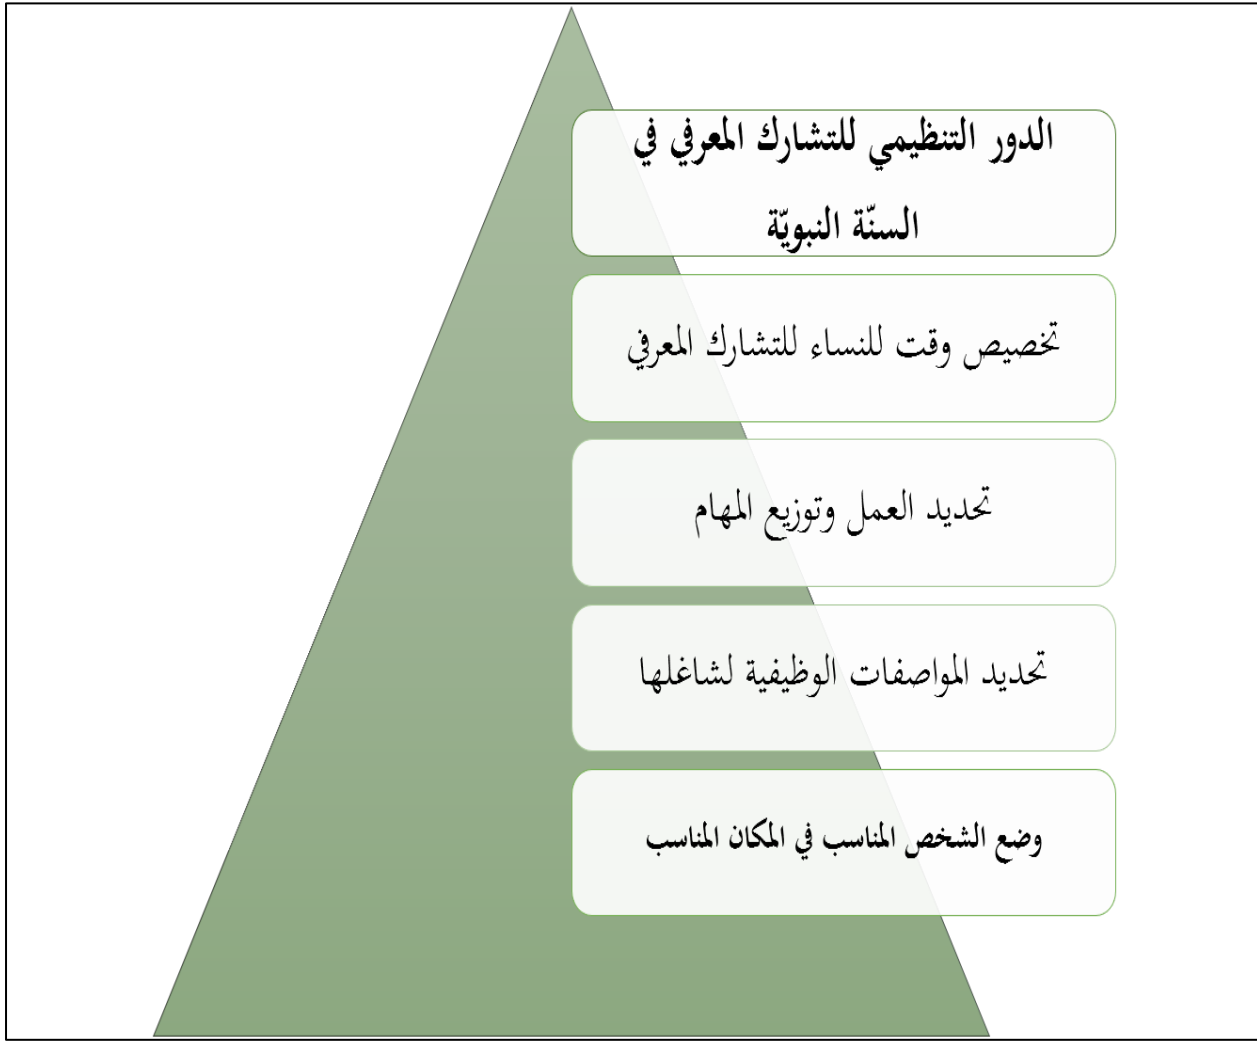 الدور التنظيمي للتشارك المعرفي في
السنّة النبويّة
تخصيص وقت للنساء للتشارك المعرفي
تحديد العمل وتوزيع المهام
تحديد المواصفات الوظيفية لشاغلها
وضع الشخص المناسب في المكان المناسب